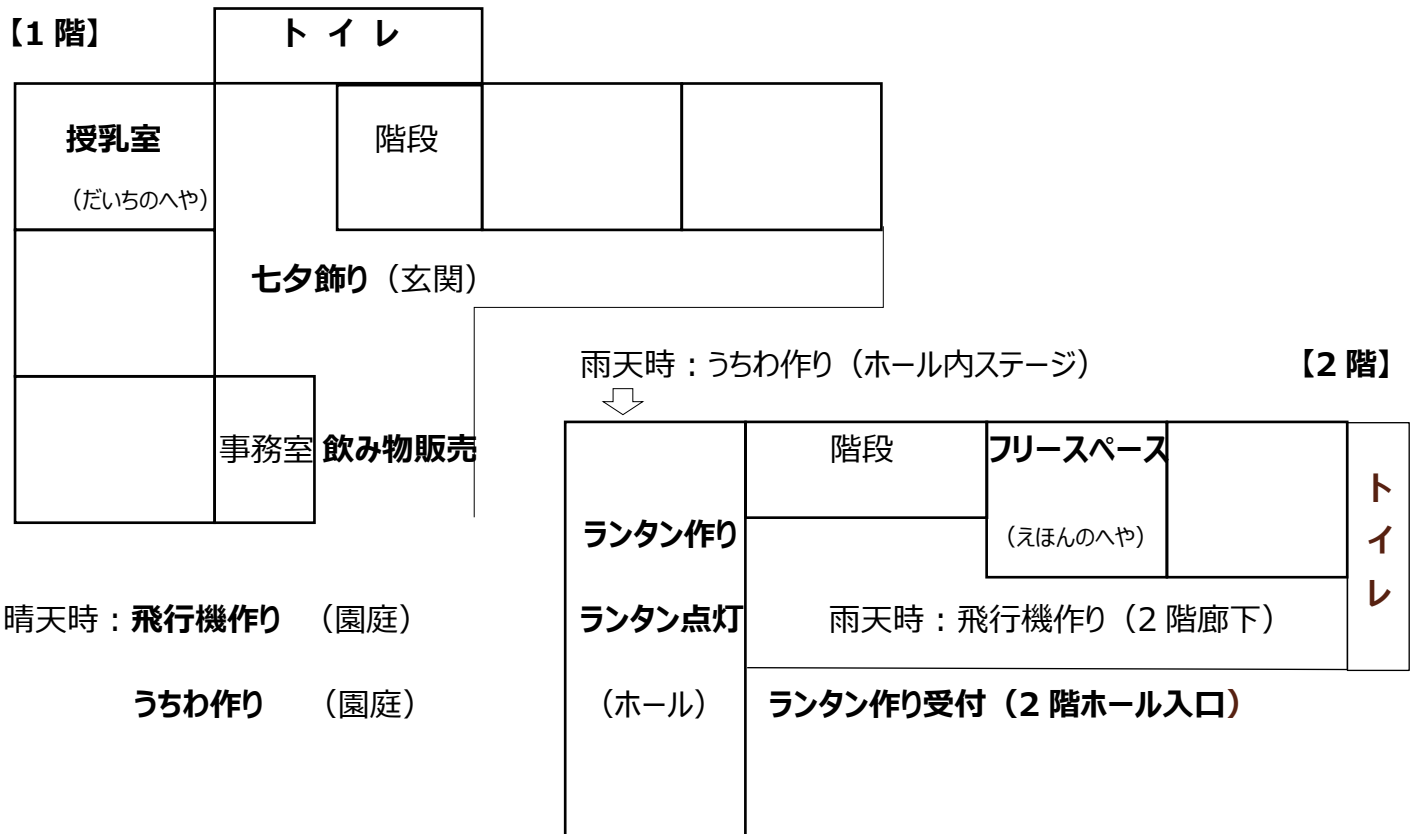 【1 階】
ト イ レ
授乳室
（だいちのへや）
階段
七夕飾り（玄関）
事務室
飲み物販売
晴天時：飛行機作り （園庭）
うちわ作り （園庭）
雨天時：うちわ作り（ホール内ステージ）
【2 階】
階段
フリースペース
（えほんのへや）
ト
イ
レ
ランタン作り
ランタン点灯
（ホール）
雨天時：飛行機作り（2 階廊下）
ランタン作り受付（2 階ホール入口）